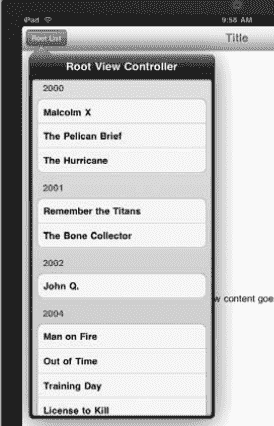 iPad
9:58 AM
Root List
Title
Root View Controller
2000
Malcolm X
The Pelican Brief
The Hurricane
2001
Remember the Titans
The Bone Collector
2002
John Q.
w content goe
2004
Man on Fire
Out of Time
Training Day
License to Kill